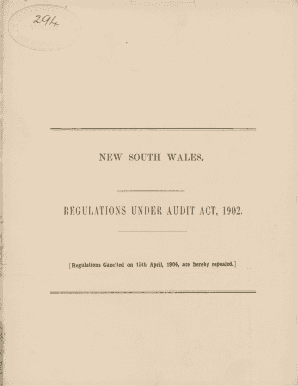 294
NEW SOUTH WALES.
REGULATIONS UNDER AUDIT ACT, 1902.
[Regulations Gazetted on 15th April, 1904, are hereby repealed.]